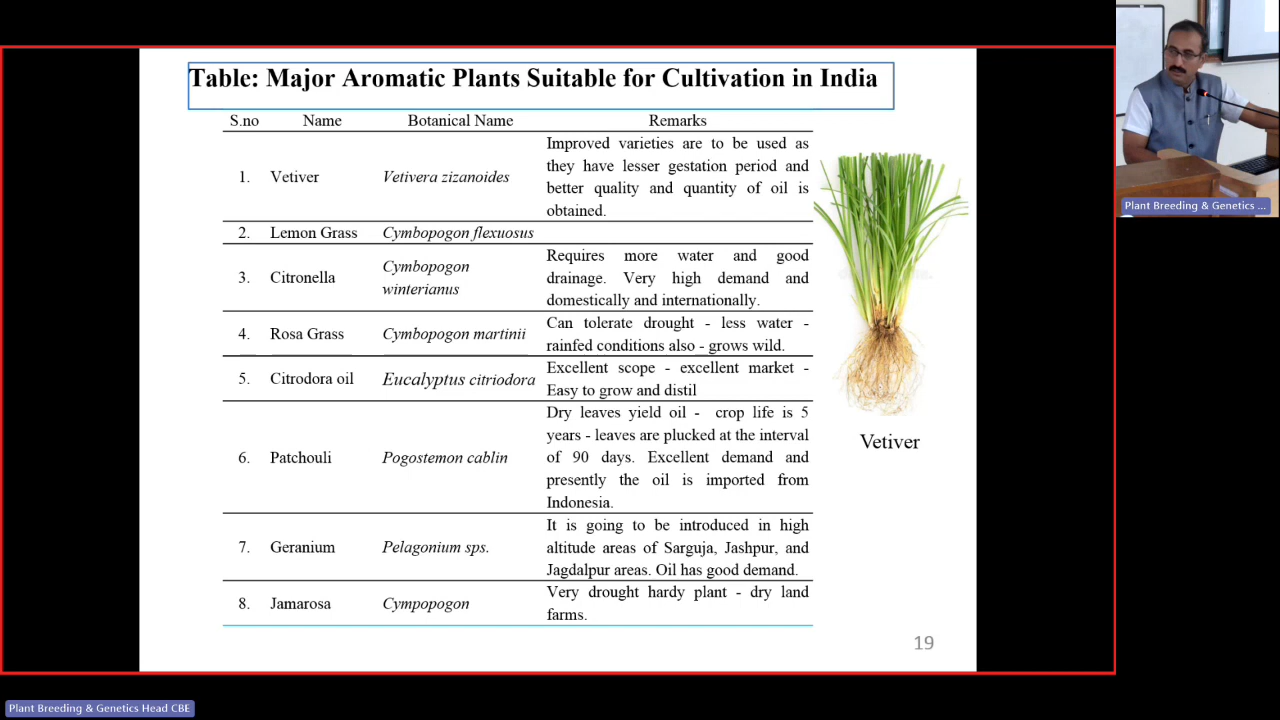 Table: Major Aromatic Plants Suitable for Cultivation in India
S.no Name Botanical Name Remarks
1. Vetiver Vetivera zizanoides Improved varieties are to be used as
they have lesser gestation period and
better quality and quantity of oil is
obtained.
2. Lemon Grass Cymbopogon flexuosus
3. Citronella Cymbopogon
winterianus
Requires more water and good
drainage. Very high demand and
domestically and internationally.
4. Rosa Grass Cymbopogon martinii Can tolerate drought - less water -
rainfed conditions also - grows wild.
5. Citrodora oil Eucalyptus citriodora Excellent scope - excellent market -
Easy to grow and distil
6. Patchouli Pogostemon cablin Dry leaves yield oil - crop life is 5
years - leaves are plucked at the interval
of 90 days. Excellent demand and
presently the oil is imported from
Indonesia.
7. Geranium Pelagonium sps. It is going to be introduced in high
altitude areas of Sarguja, Jashpur, and
Jagdalpur areas. Oil has good demand.
8. Jamarosa Cympopogon Very drought hardy plant - dry land
farms.
Vetiver
19
Plant Breeding & Genetics ...
Plant Breeding & Genetics Head CBE